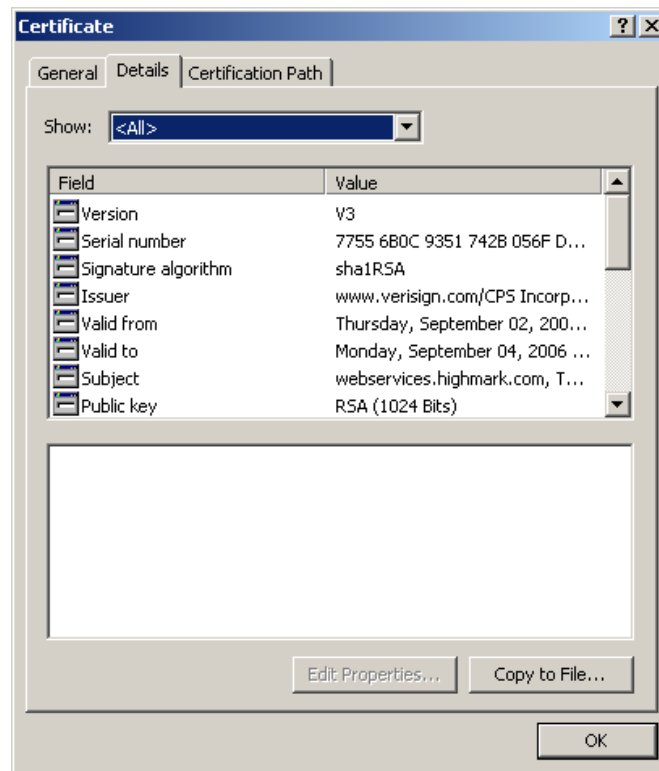 Certificate
General Details Certification Path
Show: <All>
Field Value
Version V3
Serial number 7755 6B0C 9351 742B 056F D...
Signature algorithm sha1RSA
Issuer www.verisign.com/CPS Incorp...
Valid from Thursday, September 02, 200...
Valid to Monday, September 04, 2006 ...
Subject webservices.highmark.com, T...
Public key RSA (1024 Bits)
Edit Properties... Copy to File...
OK